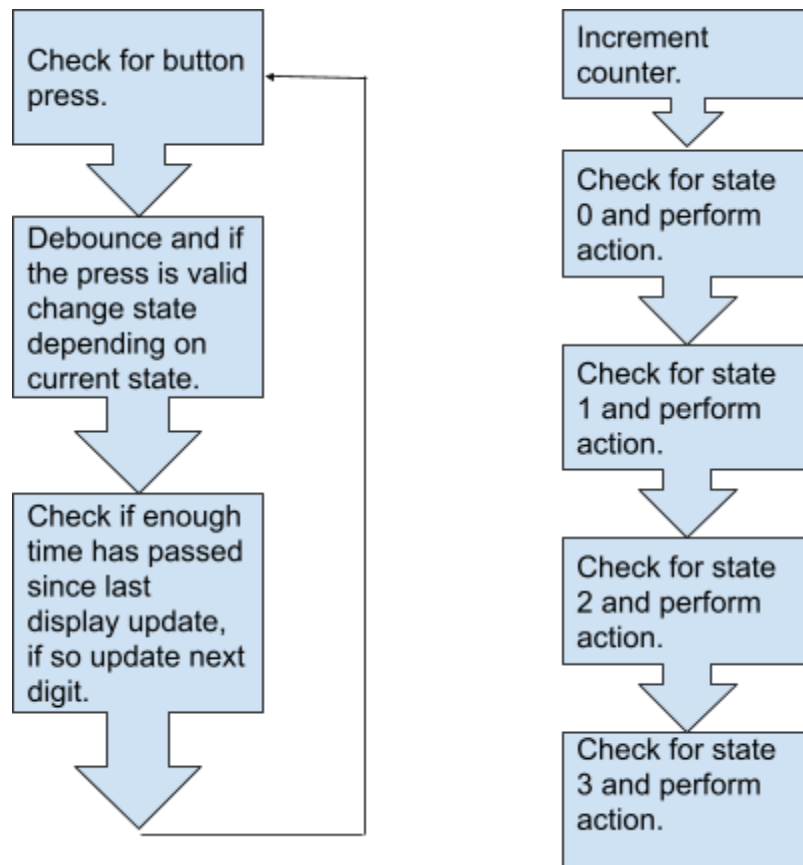 Check for button
press.
Debounce and if
the press is valid
change state
depending on
current state.
Check if enough
time has passed
since last
display update,
if so update next
digit.
Increment
counter.
Check for state
0 and perform
action.
Check for state
1 and perform
action.
Check for state
2 and perform
action.
Check for state
3 and perform
action.